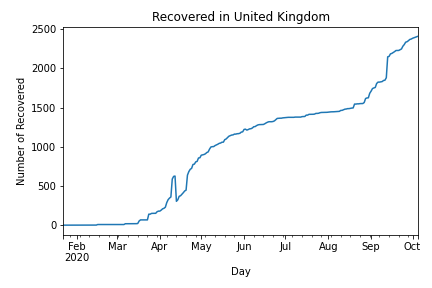 Recovered in United Kingdom
Number of Recovered
2500
2000
1500
1000
500
0
Feb Mar Apr May Jun Jul Aug Sep Oct
2020
Day